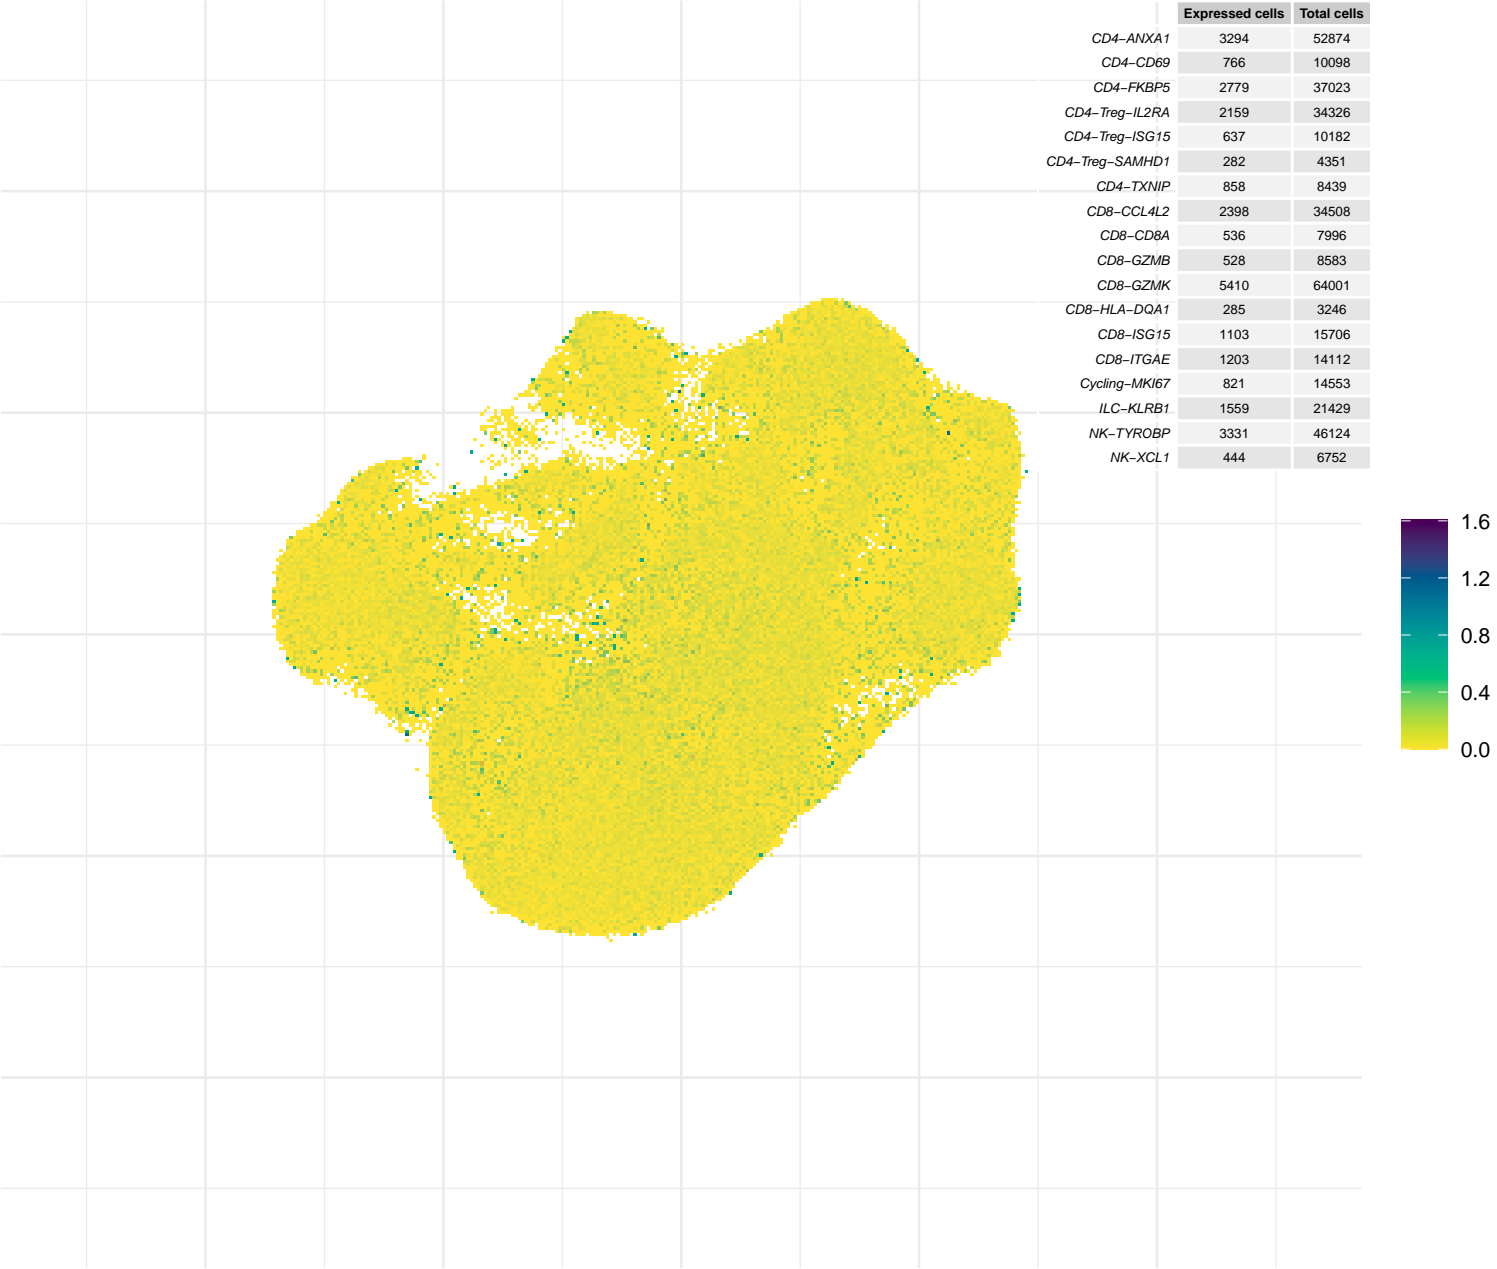 Expressed cells Total cells
CD4−ANXA1 3294 52874
CD4−CD69 766 10098
CD4−FKBP5 2779 37023
CD4−Treg−IL2RA 2159 34326
CD4−Treg−ISG15 637 10182
CD4−Treg−SAMHD1 282 4351
CD4−TXNIP 858 8439
CD8−CCL4L2 2398 34508
CD8−CD8A 536 7996
CD8−GZMB 528 8583
CD8−GZMK 5410 64001
CD8−HLA−DQA1 285 3246
CD8−ISG15 1103 15706
CD8−ITGAE 1203 14112
Cycling−MKI67 821 14553
ILC−KLRB1 1559 21429
NK−TYROBP 3331 46124
NK−XCL1 444 6752
1.6
1.2
0.8
0.4
0.0